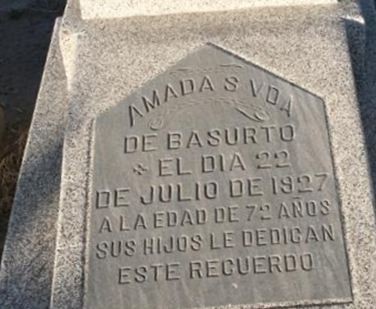 AMADA S VDA
DE BASURTO
+ EL DIA 22
DE JULIO DE 1927
A LA EDAD DE 72 AÑOS
SUS HIJOS LE DEDICAN
ESTE RECUERDO